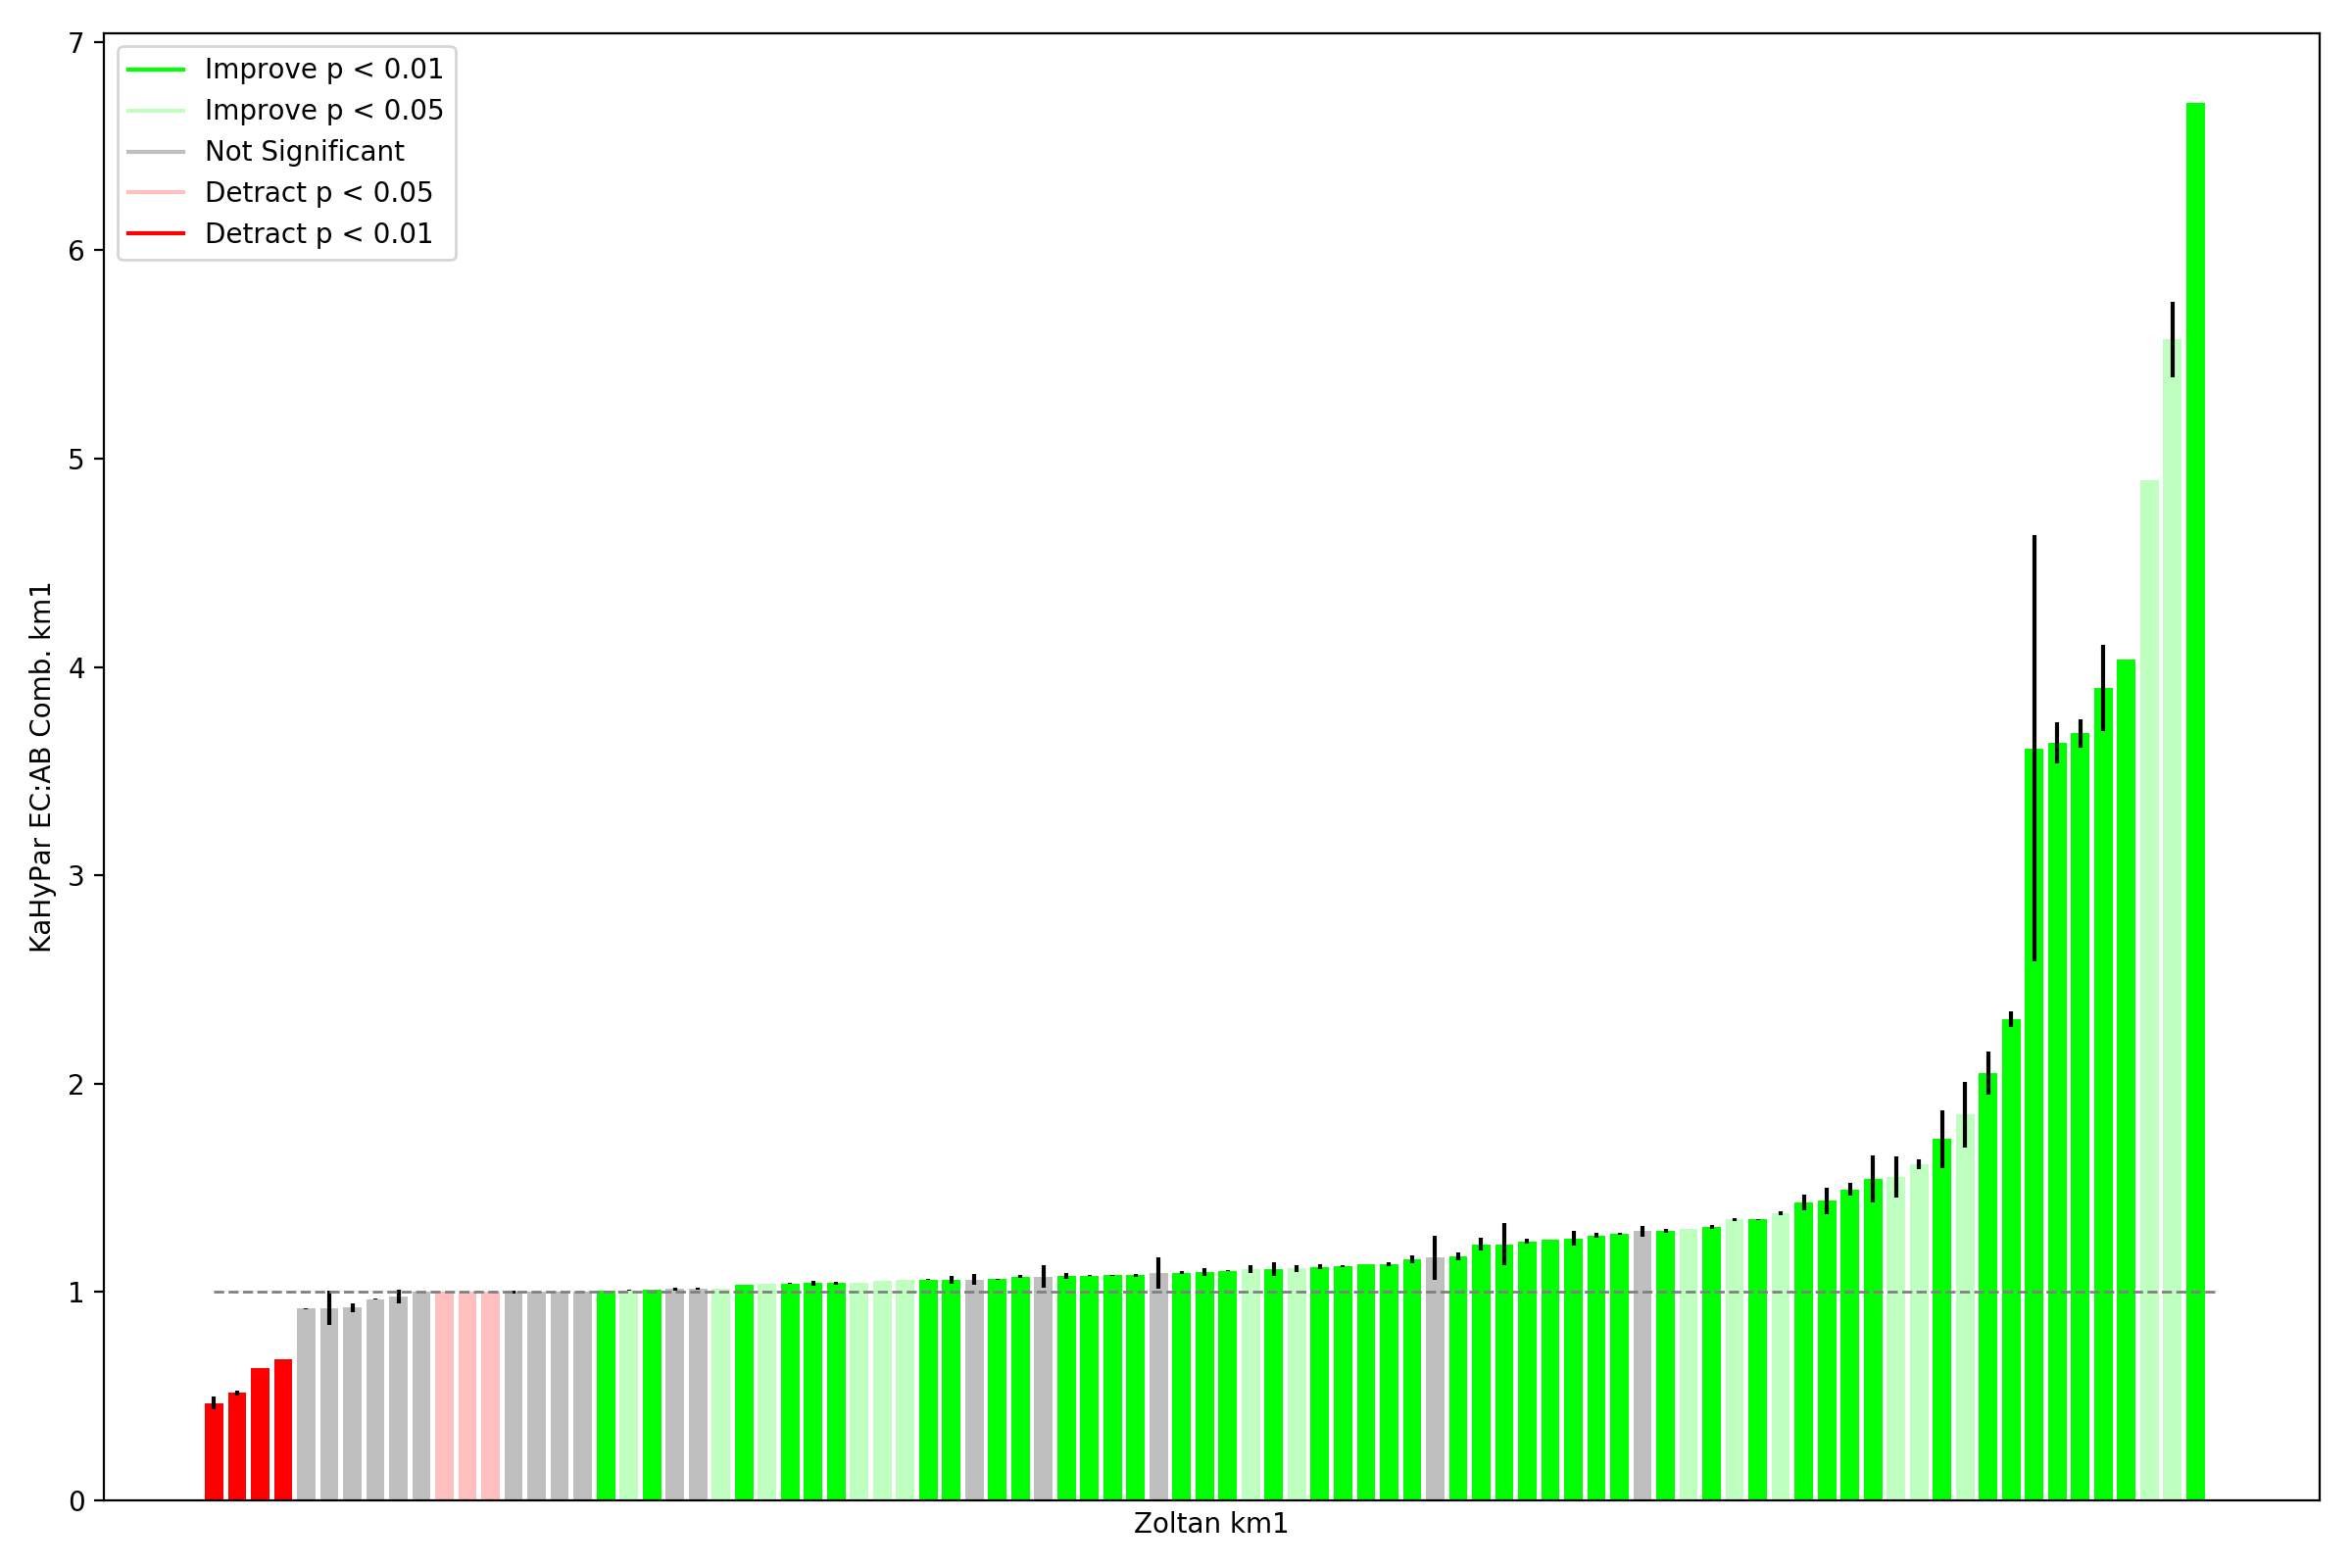 7
6
5
4
3
2
1
0
KaHyPar EC:AB Comb. km1
Improve p < 0.01
Improve p < 0.05
Not Significant
Detract p < 0.05
Detract p < 0.01
Zoltan km1